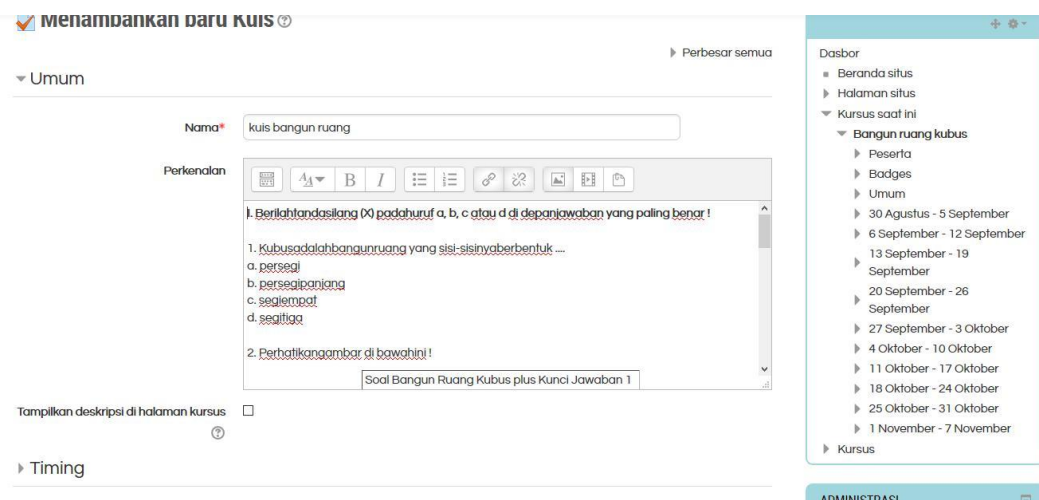 Menambahkan baru Kuis
Perbesar semua
Umum
Nama*
kuis bangun ruang
Perkenalan
I. Berilahtandasilang (X) padahuruf a, b, c atau d di depanjawaban yang paling benar !
1. Kubusadalahbangunruang yang sisi-sisinyaberbentuk ....
a. persegi
b. persegipanjang
c. segiempat
d. segitiga
2. Perhatikangambar di bawahini !
Soal Bangun Ruang Kubus plus Kunci Jawaban 1
Tampilkan deskripsi di halaman kursus
Timing
Dasbor
Beranda situs
Halaman situs
Kursus saat ini
Bangun ruang kubus
Peserta
Badges
Umum
30 Agustus - 5 September
6 September - 12 September
13 September - 19
September
20 September - 26
September
27 September - 3 Oktober
4 Oktober - 10 Oktober
11 Oktober - 17 Oktober
18 Oktober - 24 Oktober
25 Oktober - 31 Oktober
1 November - 7 November
Kursus
ADMINISTRASI